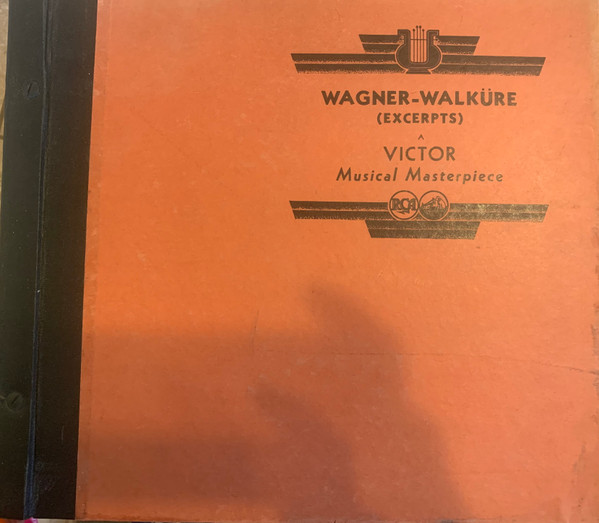 WAGNER-WALKÜRE
(EXCERPTS)
A
VICTOR
Musical Masterpiece
RCA